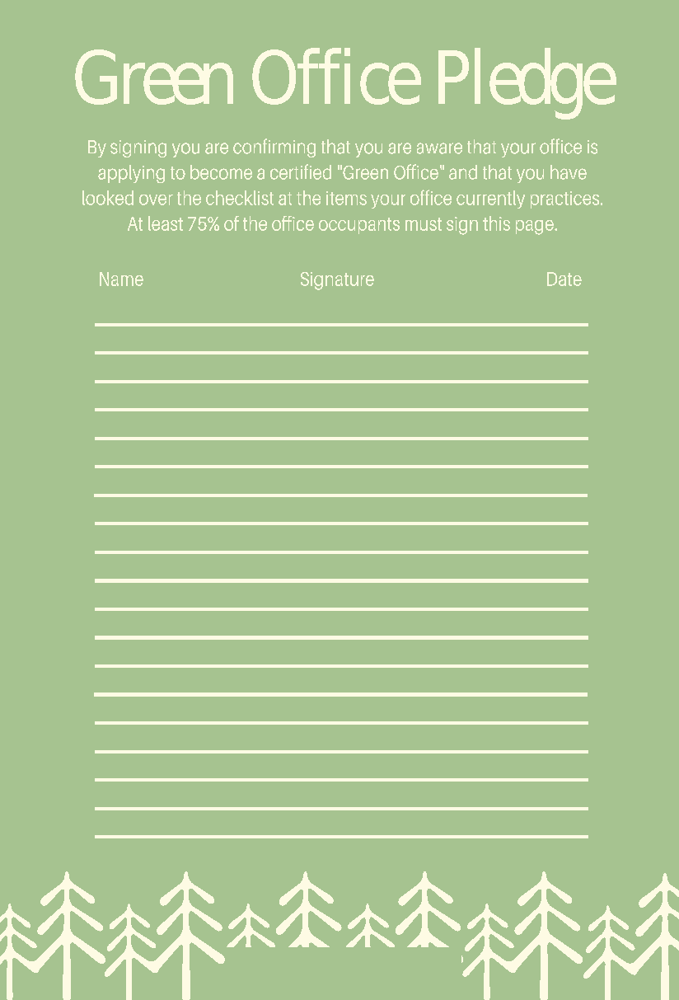 Green Office Pledge
By signing you are confirming that you are aware that your office is
applying to become a certified "Green Office" and that you have
looked over the checklist at the items your office currently practices.
At least 75% of the office occupants must sign this page.
Name Signature Date